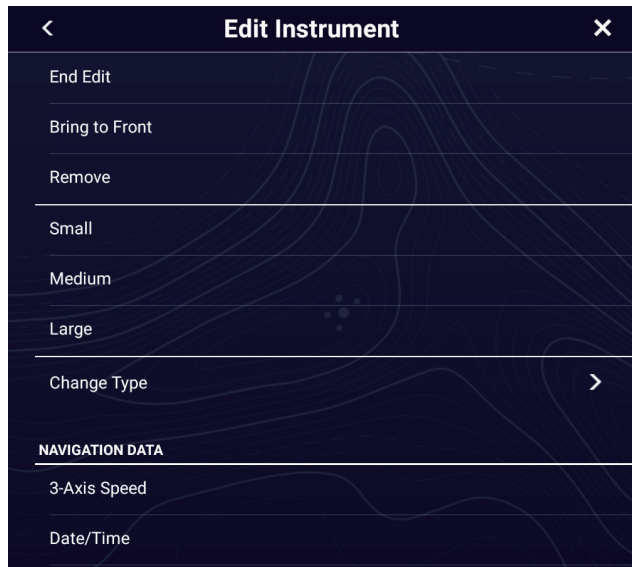 Edit Instrument
End Edit
Bring to Front
Remove
Small
Medium
Large
Change Type
NAVIGATION DATA
3-Axis Speed
Date/Time